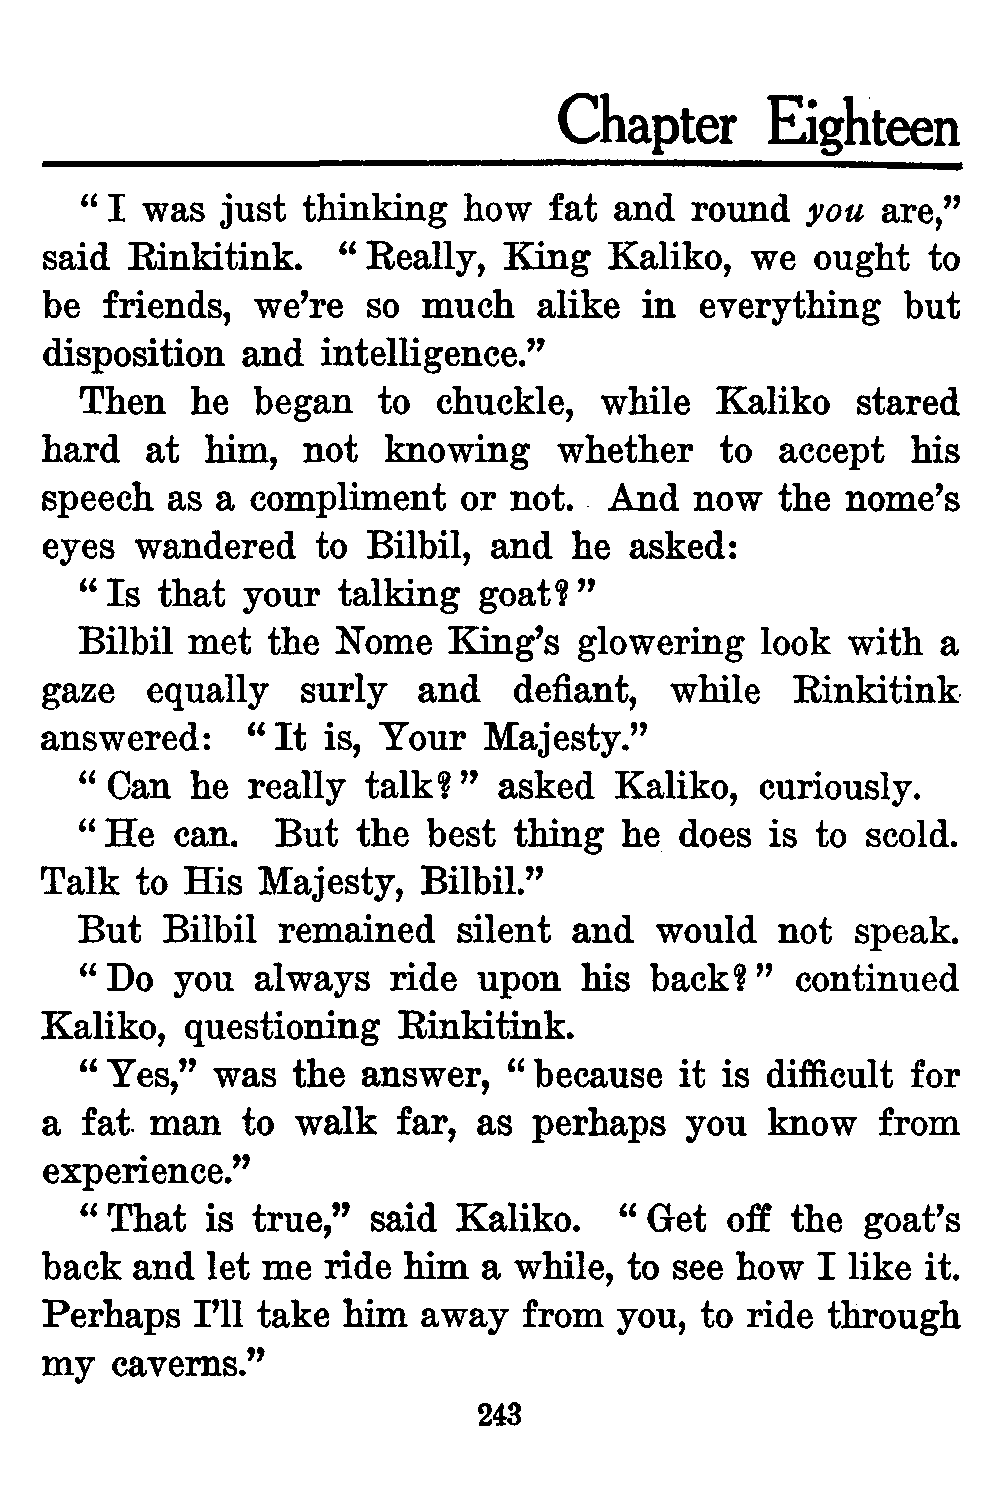 Chapter Eighteen
“I was just thinking how fat and round you are,”
said Rinkitink. “Really, King Kaliko, we ought to
be friends, we’re so much alike in everything but
disposition and intelligence.”
Then he began to chuckle, while Kaliko stared
hard at him, not knowing whether to accept his
speech as a compliment or not. And now the nome’s
eyes wandered to Bilbil, and he asked:
“Is that your talking goat?”
Bilbil met the Nome King’s glowering look with a
gaze equally surly and defiant, while Rinkitink
answered: “It is, Your Majesty.”
“Can he really talk?” asked Kaliko, curiously.
“He can. But the best thing he does is to scold.
Talk to His Majesty, Bilbil.”
But Bilbil remained silent and would not speak.
“Do you always ride upon his back?” continued
Kaliko, questioning Rinkitink.
“Yes,” was the answer, “because it is difficult for
a fat man to walk far, as perhaps you know from
experience.”
“That is true,” said Kaliko. “Get off the goat’s
back and let me ride him a while, to see how I like it.
Perhaps I’ll take him away from you, to ride through
my caverns.”
243